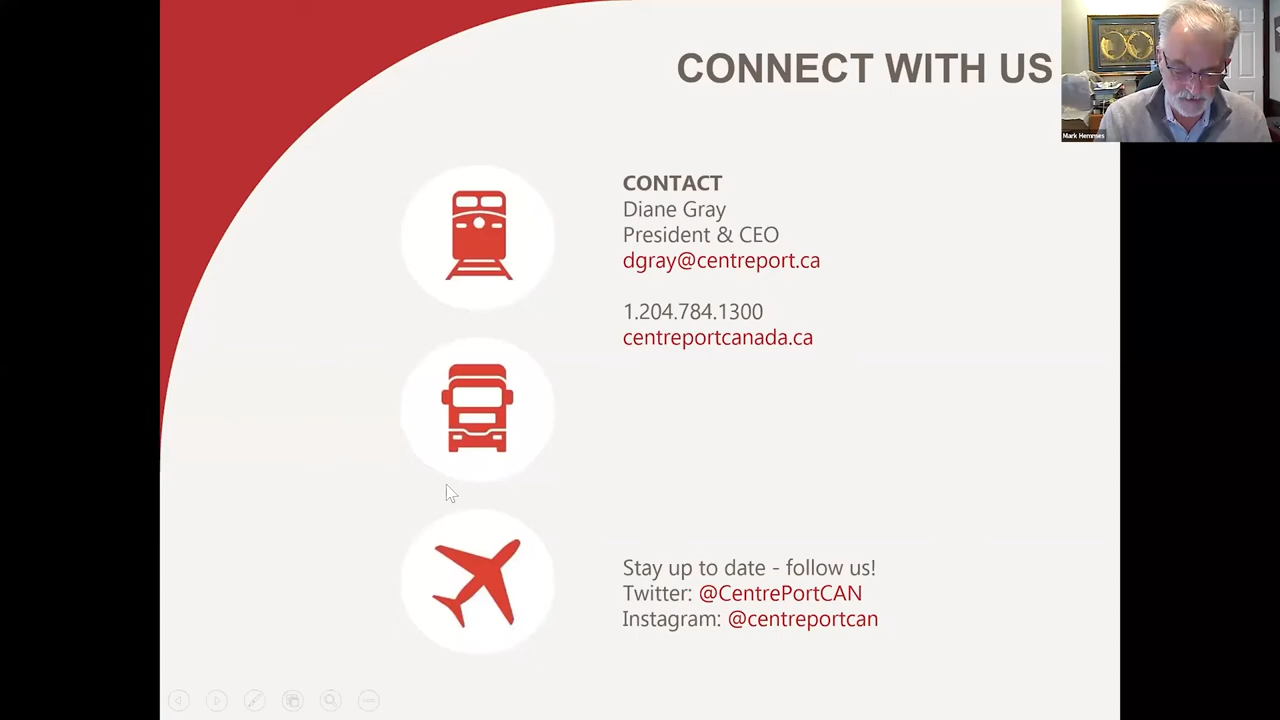 CONNECT WITH US
Mark Hemmes
CONTACT
Diane Gray
President & CEO
dgray@centreport.ca
1.204.784.1300
centreportcanada.ca
Stay up to date - follow us!
Twitter: @CentrePortCAN
Instagram: @centreportcan